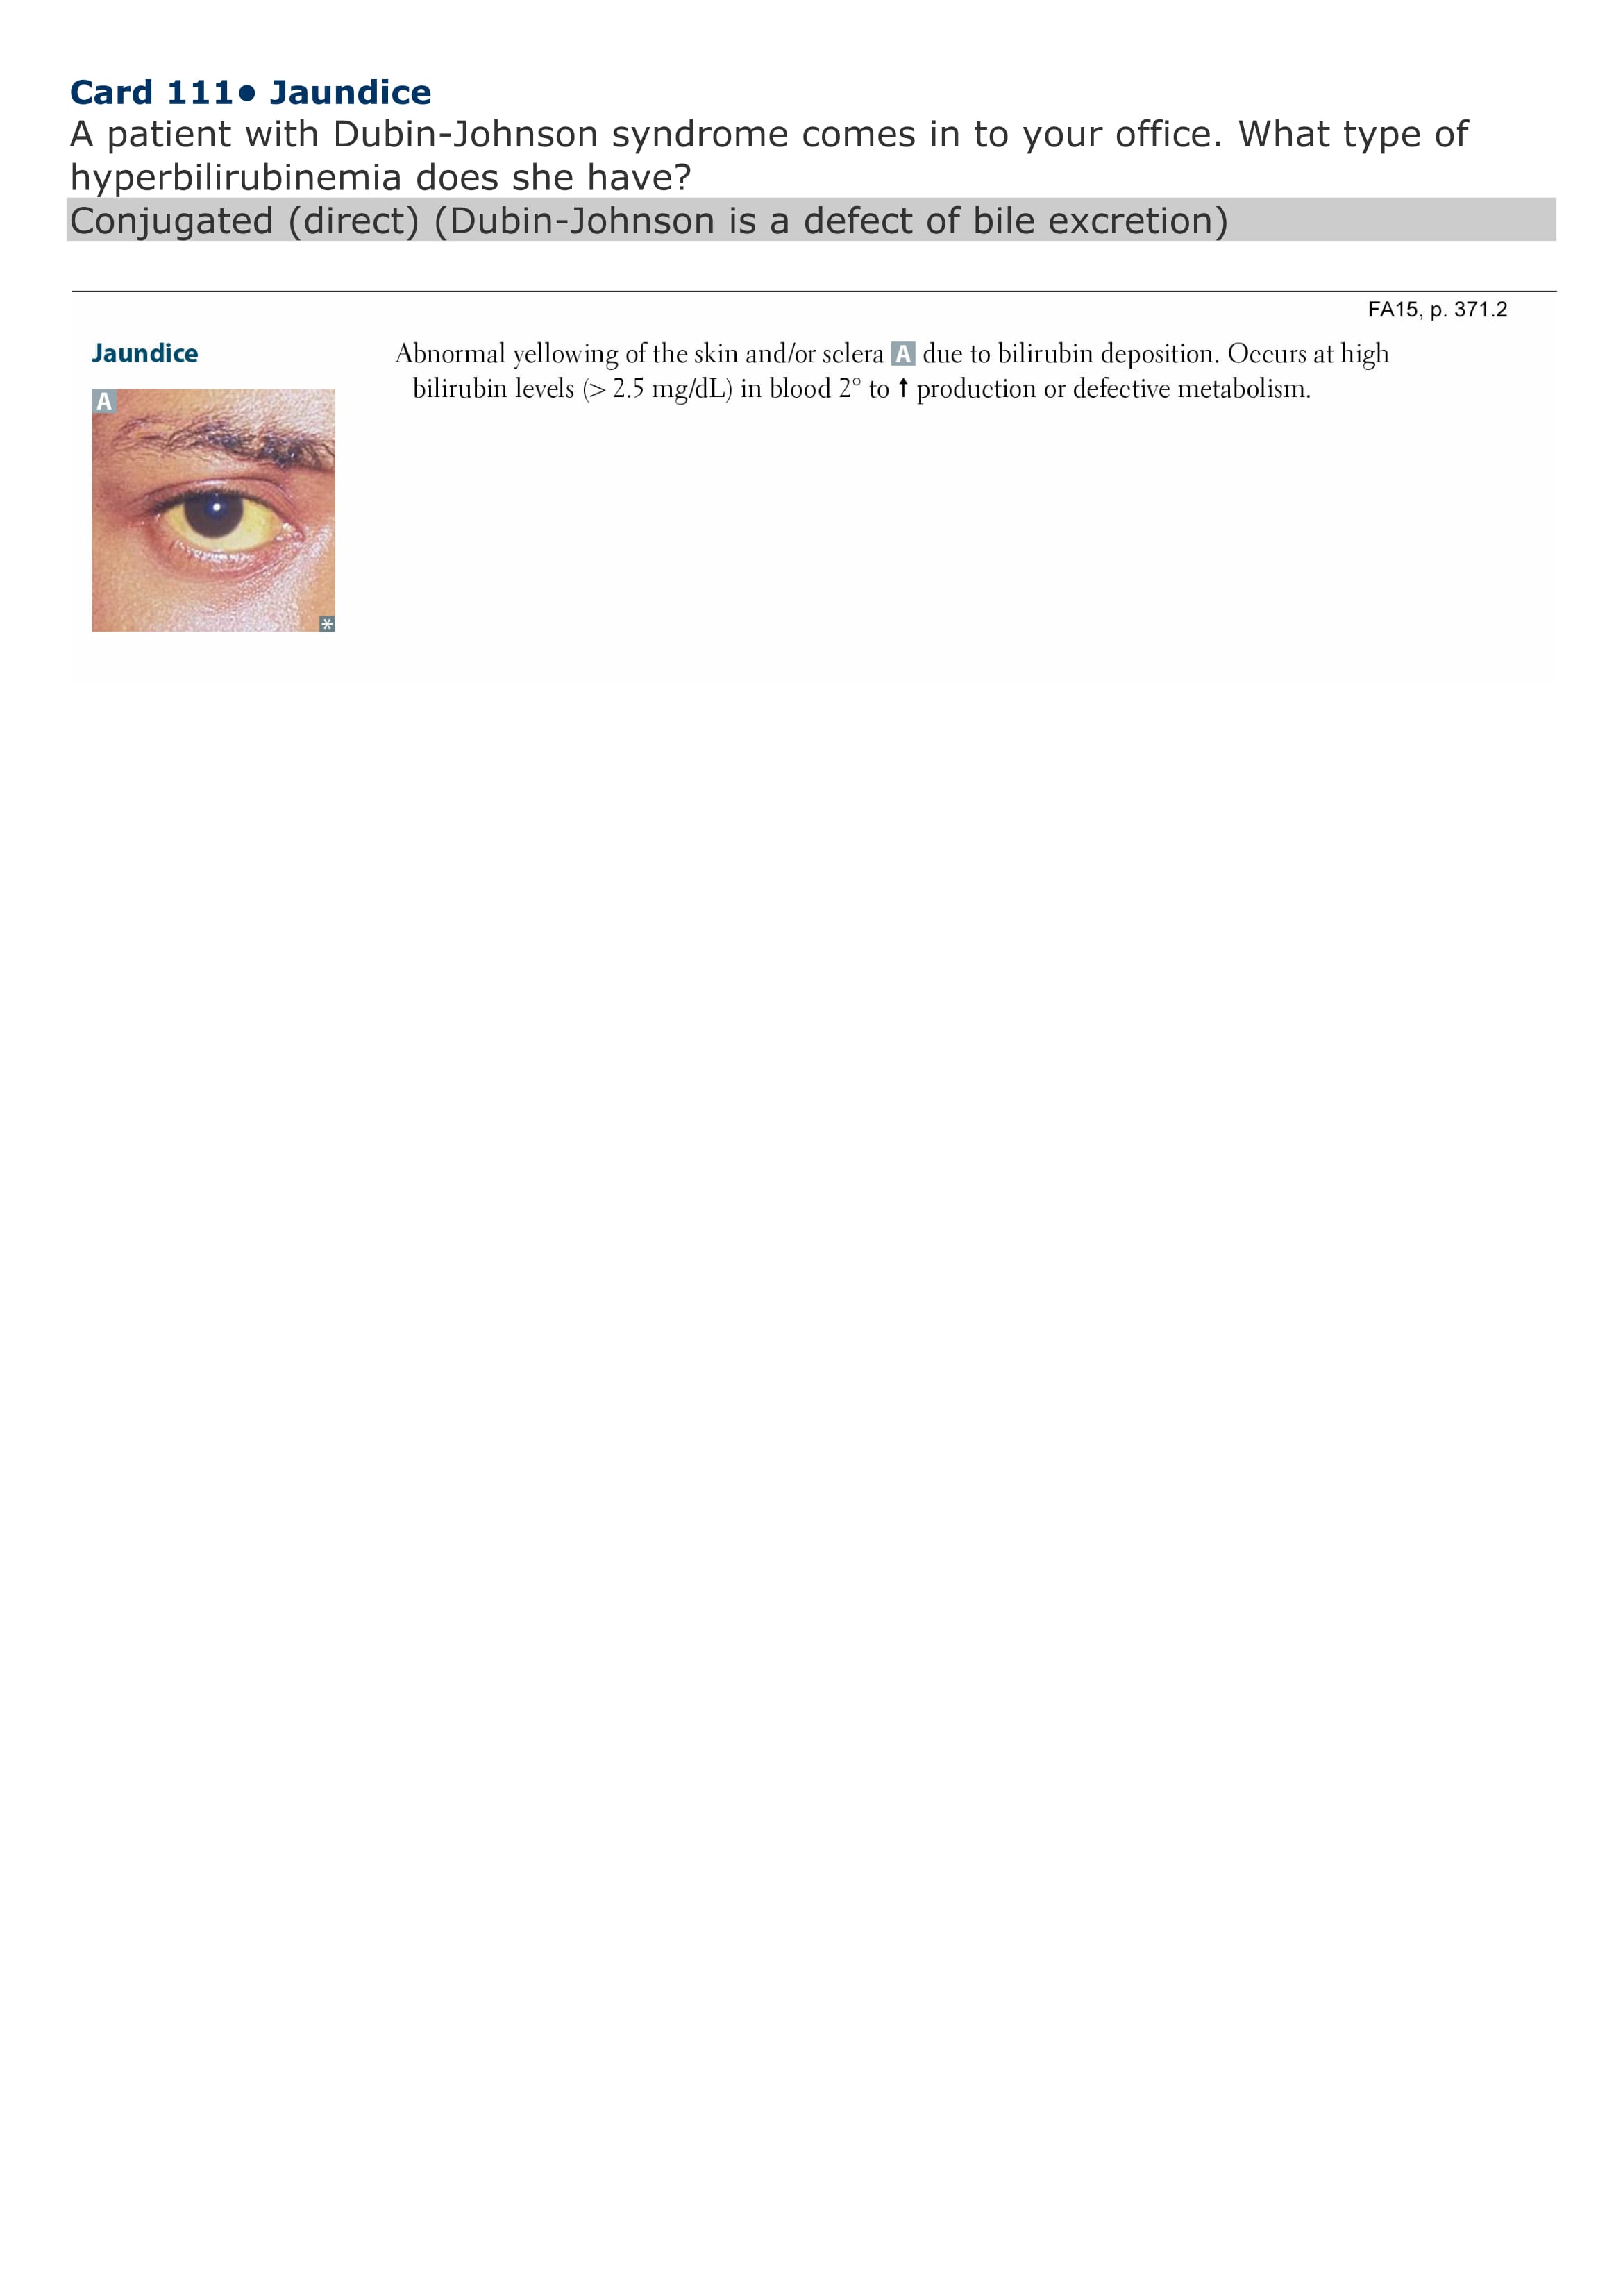 Card 111● Jaundice
A patient with Dubin-Johnson syndrome comes in to your office. What type of
hyperbilirubinemia does she have?
Conjugated (direct) (Dubin-Johnson is a defect of bile excretion)
FA15, p. 371.2
Jaundice
Abnormal yellowing of the skin and/or sclera A due to bilirubin deposition. Occurs at high
bilirubin levels (> 2.5 mg/dL) in blood 2° to ↑ production or defective metabolism.
A
*